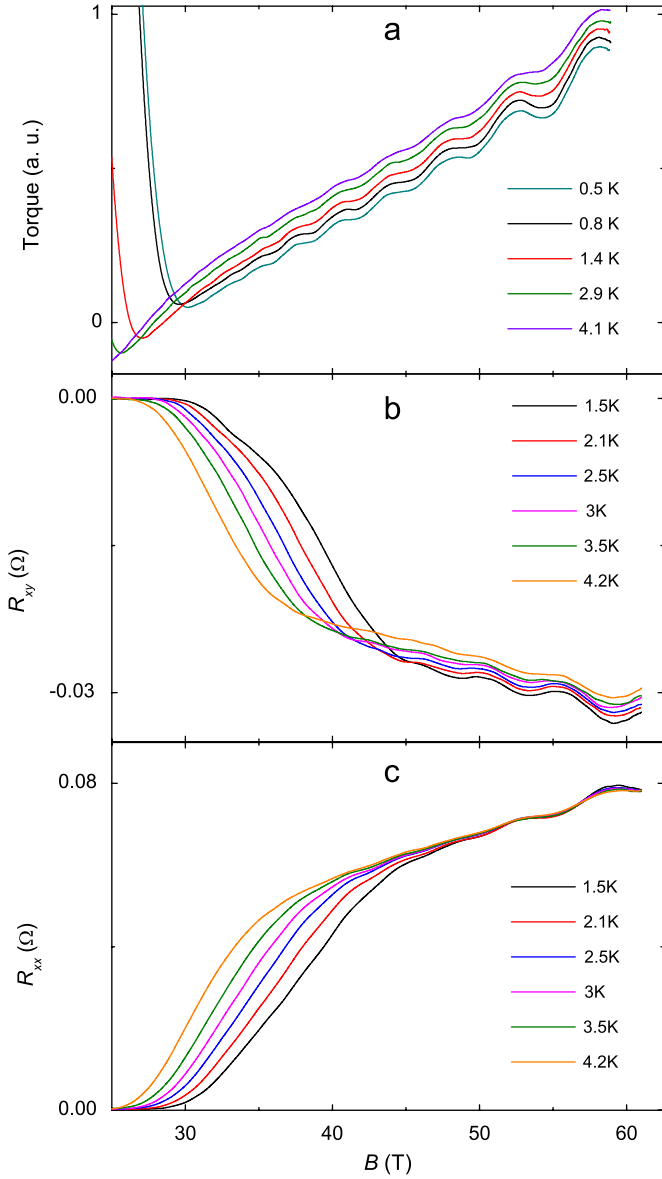 a
1
0
Torque (a. u.)
0.5 K
0.8 K
1.4 K
2.9 K
4.1 K
b
0.00
-0.03
Rxy (Ω)
1.5K
2.1K
2.5K
3K
3.5K
4.2K
c
0.08
0.00
Rxx (Ω)
1.5K
2.1K
2.5K
3K
3.5K
4.2K
30 40 50 60
B (T)